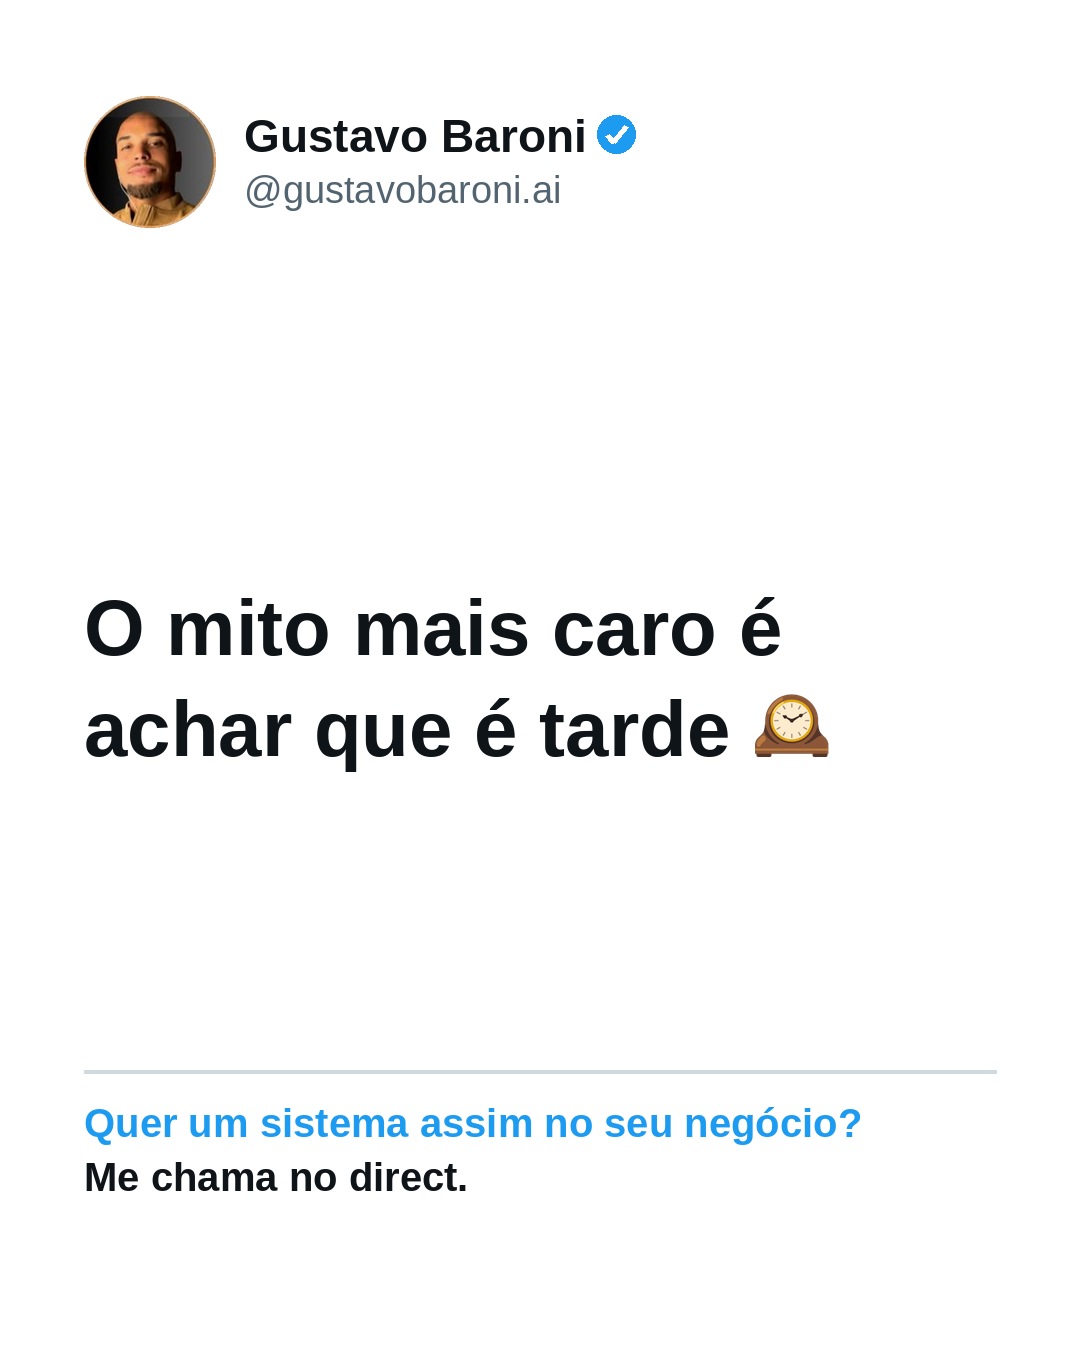 Gustavo Baroni
@gustavobaroni.ai
O mito mais caro é
achar que é tarde 🕰️
Quer um sistema assim no seu negócio?
Me chama no direct.